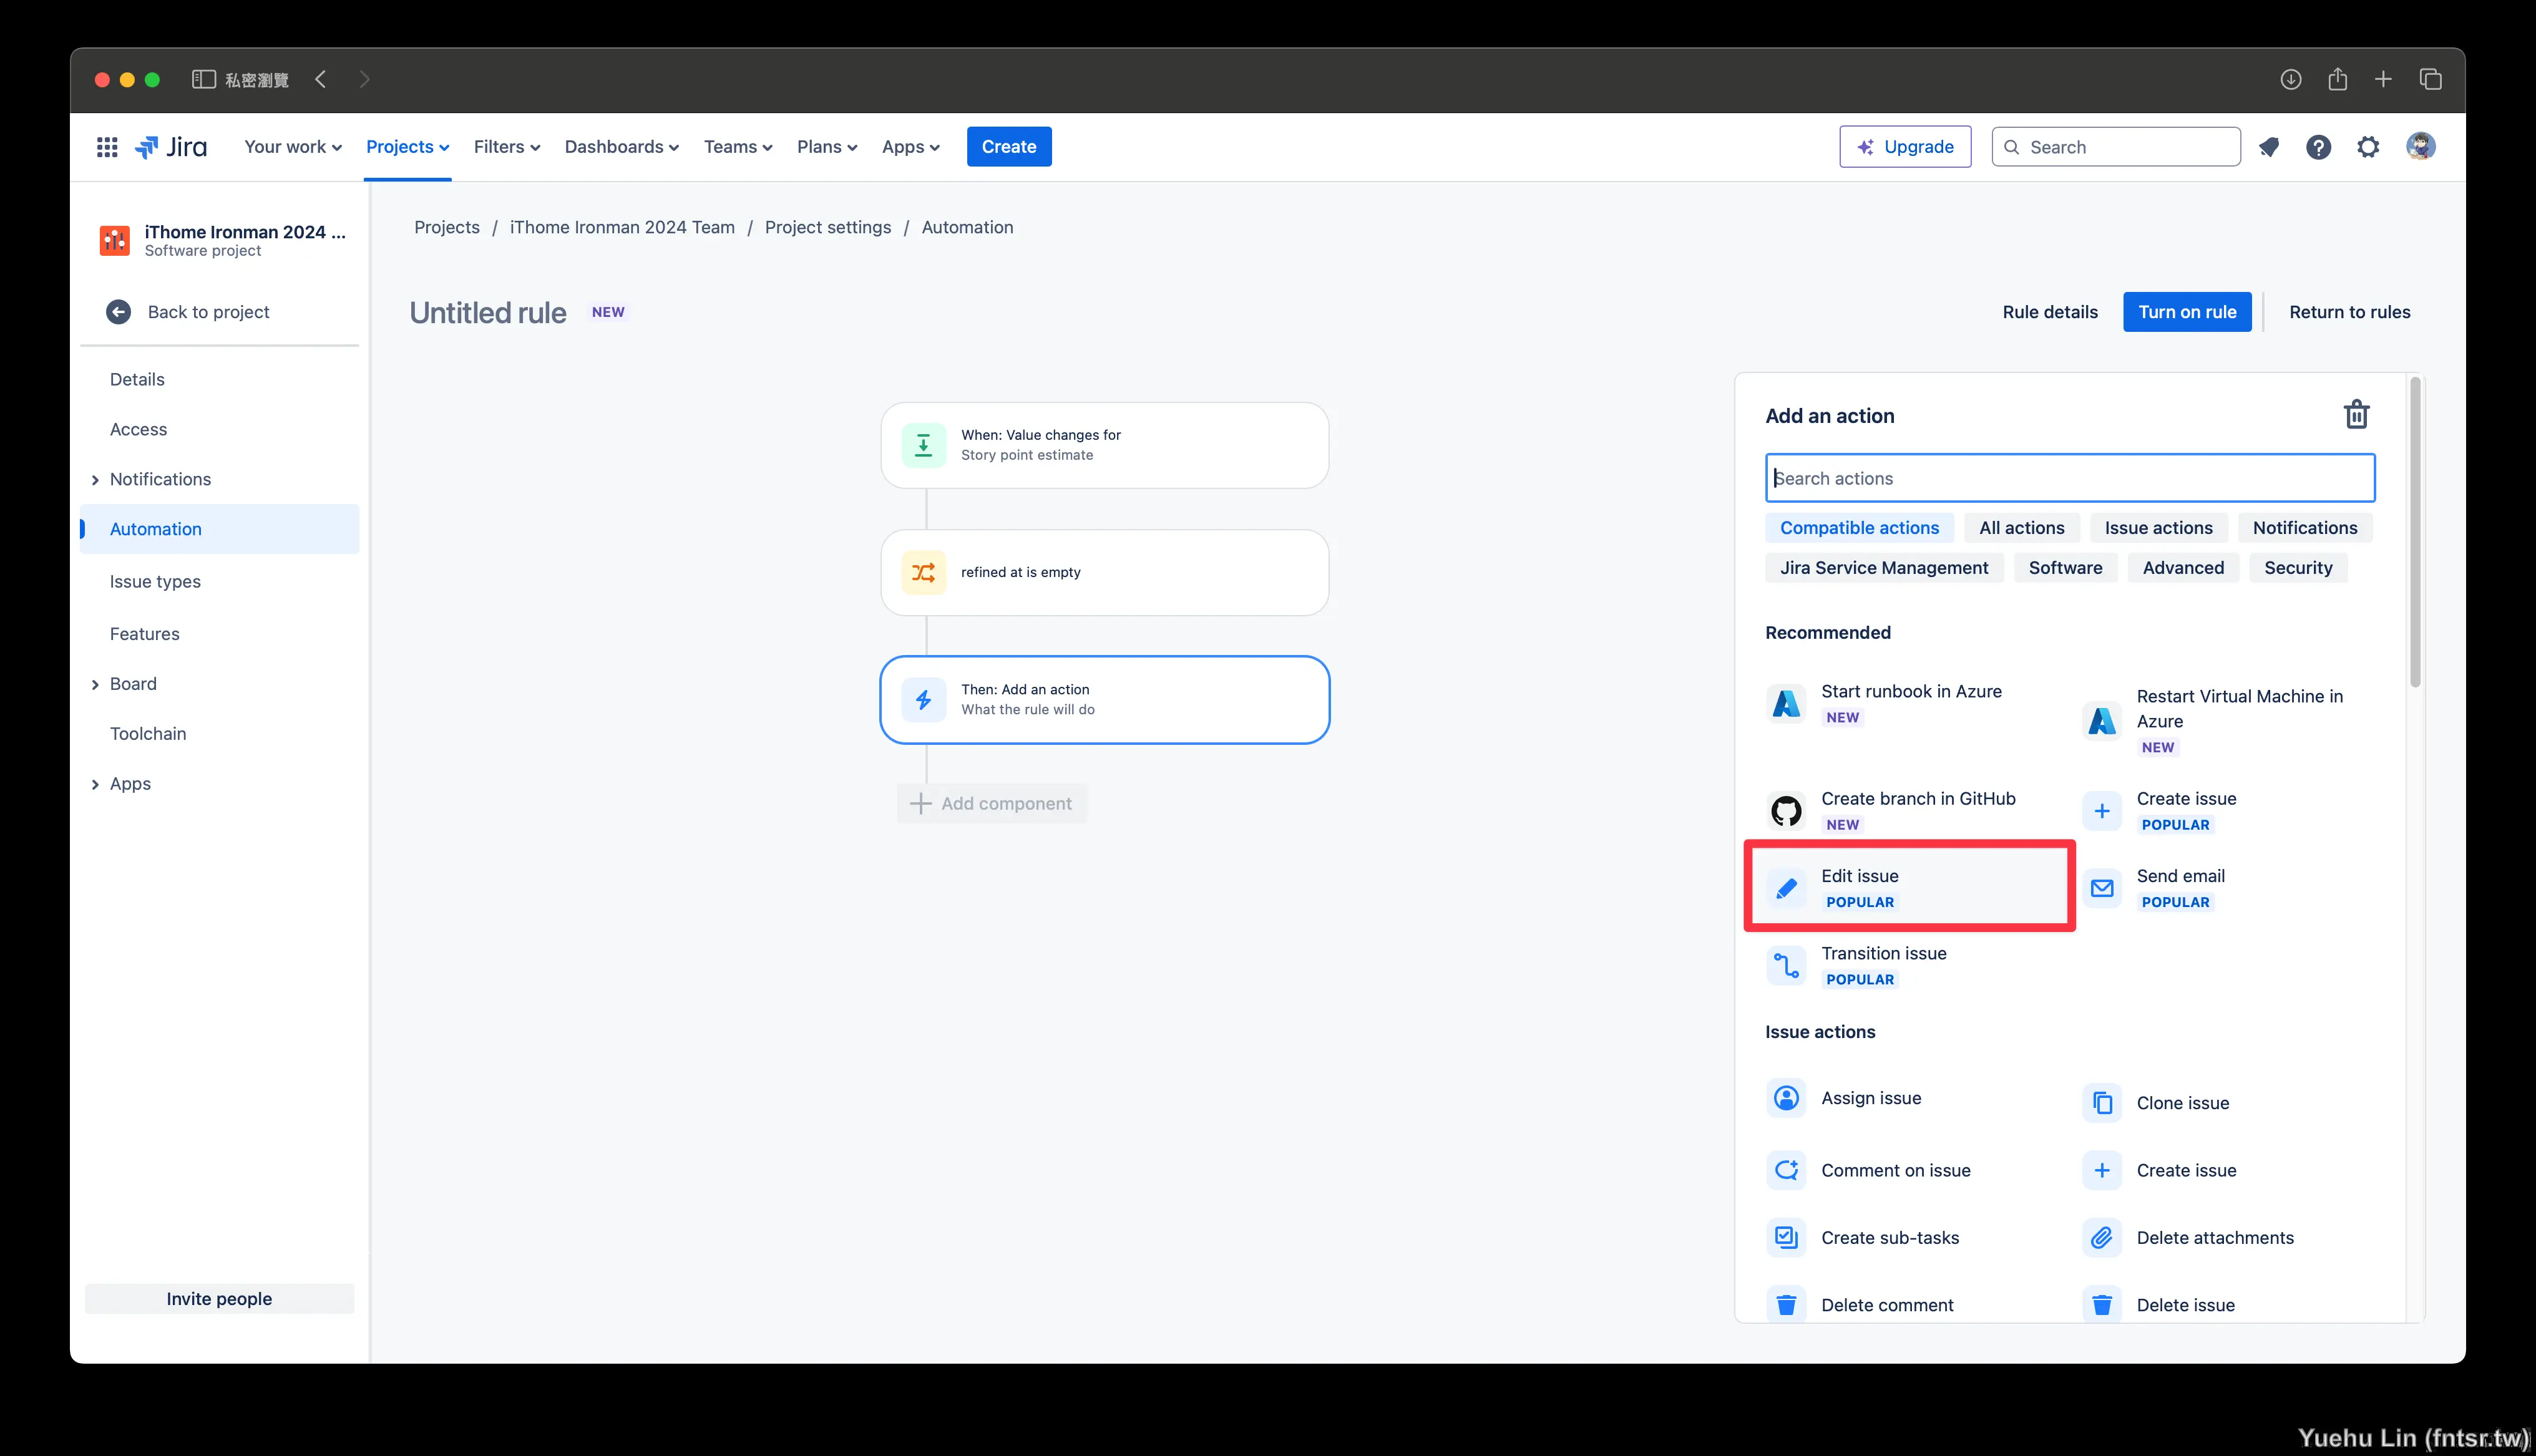 私密瀏覽
Jira
Your work
Projects
Filters
Dashboards
Teams
Plans
Apps
Create
Upgrade
Search
iThome Ironman 2024 ...
Software project
Back to project
Details
Access
Notifications
Automation
Issue types
Features
Board
Toolchain
Apps
Invite people
Projects / iThome Ironman 2024 Team / Project settings / Automation
Untitled rule NEW
Rule details
Turn on rule
Return to rules
When: Value changes for
Story point estimate
refined at is empty
Then: Add an action
What the rule will do
Add component
Add an action
Search actions
Compatible actions
All actions
Issue actions
Notifications
Jira Service Management
Software
Advanced
Security
Recommended
Start runbook in Azure
NEW
Restart Virtual Machine in
Azure
NEW
Create branch in GitHub
NEW
Create issue
POPULAR
Edit issue
POPULAR
Send email
POPULAR
Transition issue
POPULAR
Issue actions
Assign issue
Clone issue
Comment on issue
Create issue
Create sub-tasks
Delete attachments
Delete comment
Delete issue
Yuehu Lin (fntsr.tw)